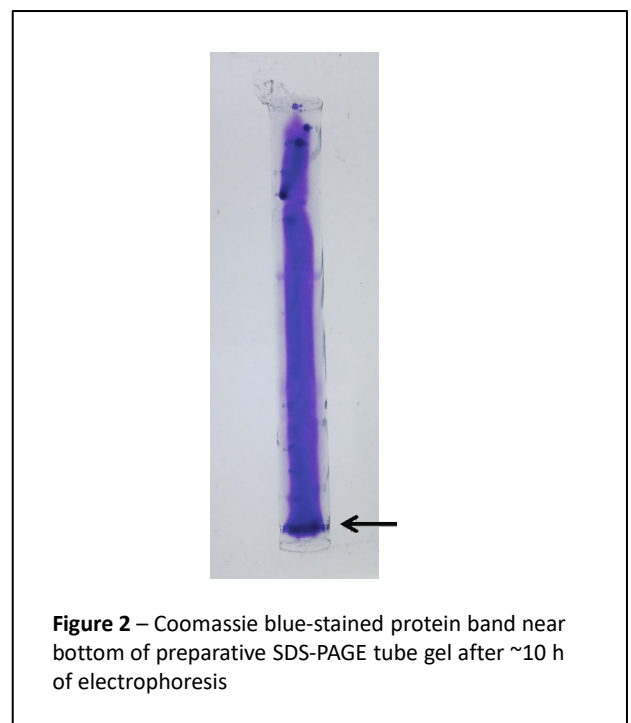 Figure 2 – Coomassie blue-stained protein band near
bottom of preparative SDS-PAGE tube gel after ~10 h
of electrophoresis